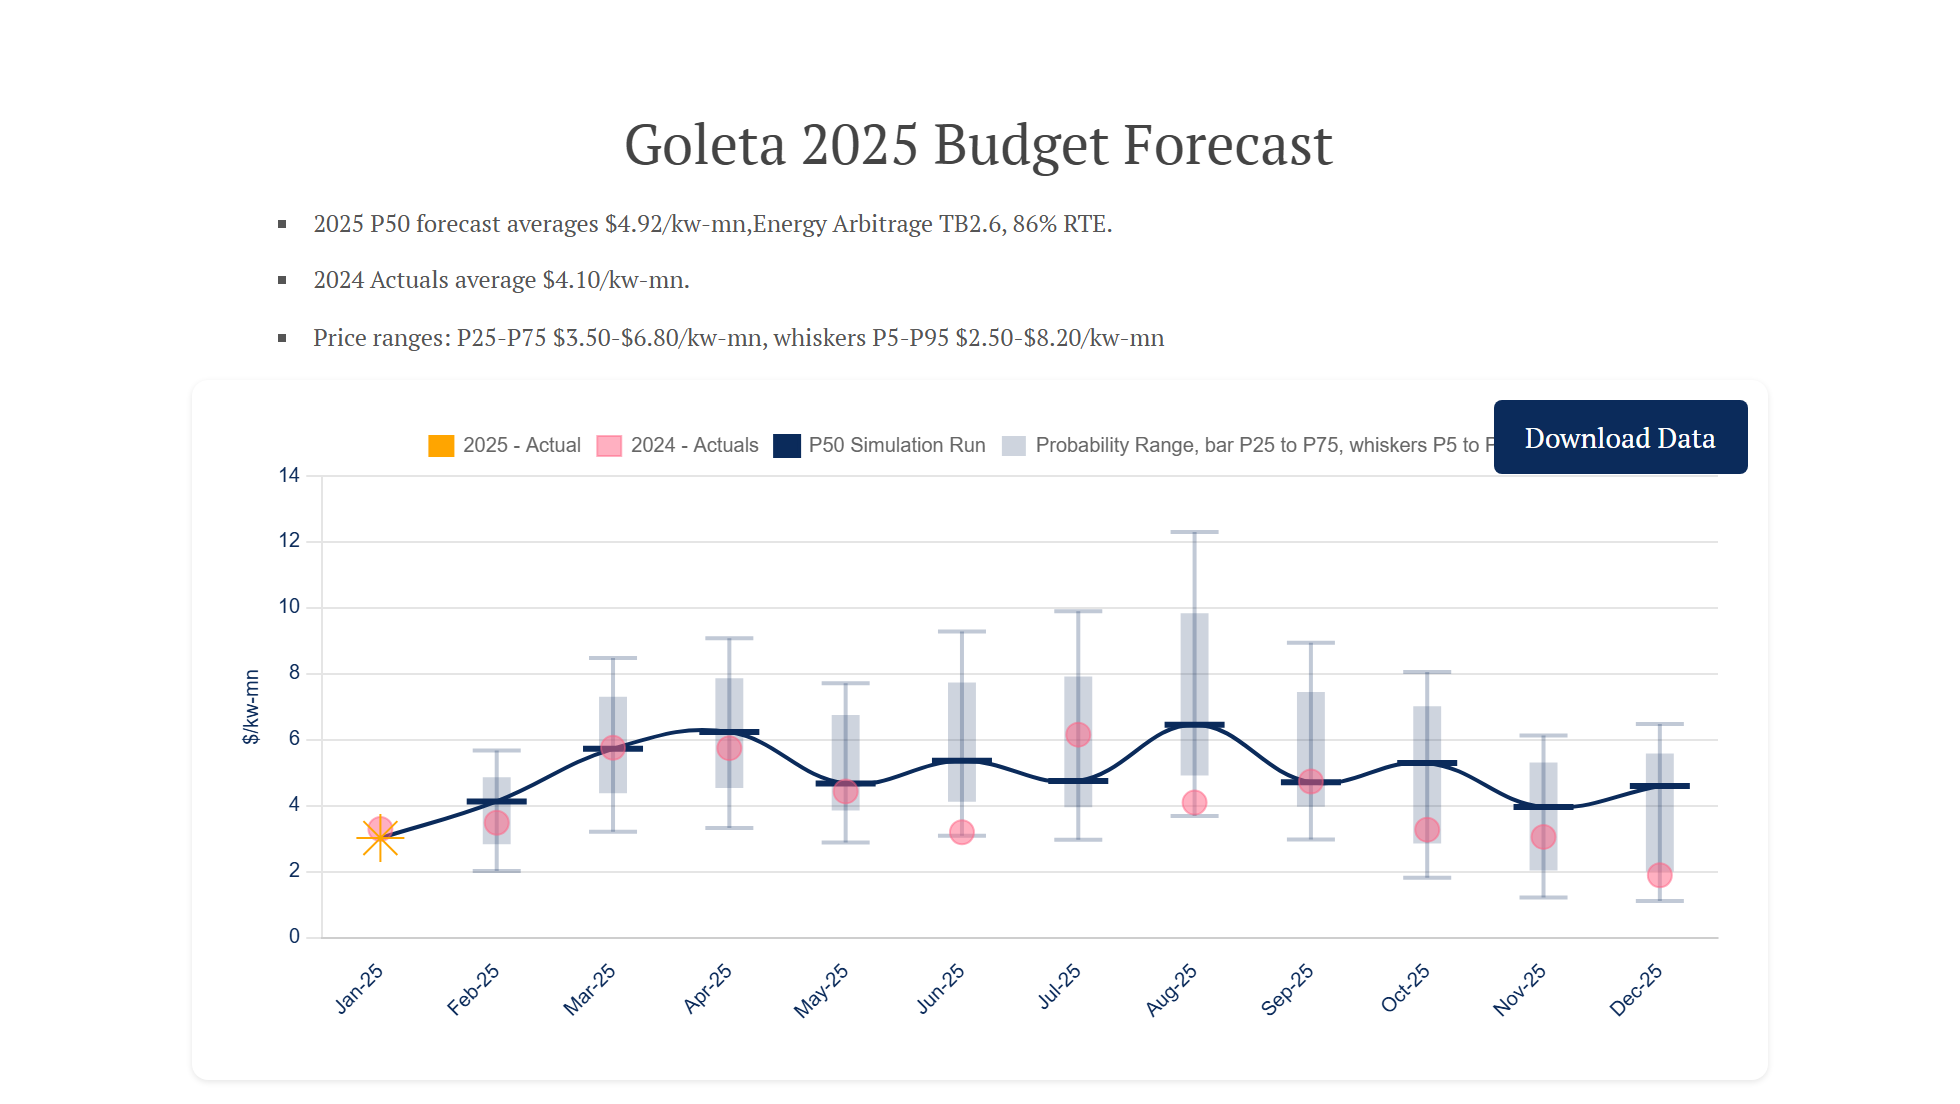 Goleta 2025 Budget Forecast
2025 P50 forecast averages $4.92/kw-mn,Energy Arbitrage TB2.6, 86% RTE.
2024 Actuals average $4.10/kw-mn.
Price ranges: P25-P75 $3.50-$6.80/kw-mn, whiskers P5-P95 $2.50-$8.20/kw-mn
Download Data
2025 - Actual
2024 - Actuals
P50 Simulation Run
Probability Range, bar P25 to P75, whiskers P5 to
14
12
10
8
6
4
2
0
$/kw-mn
Jan-25
Feb-25
Mar-25
Apr-25
May-25
Jun-25
Jul-25
Aug-25
Sep-25
Oct-25
Nov-25
Dec-25